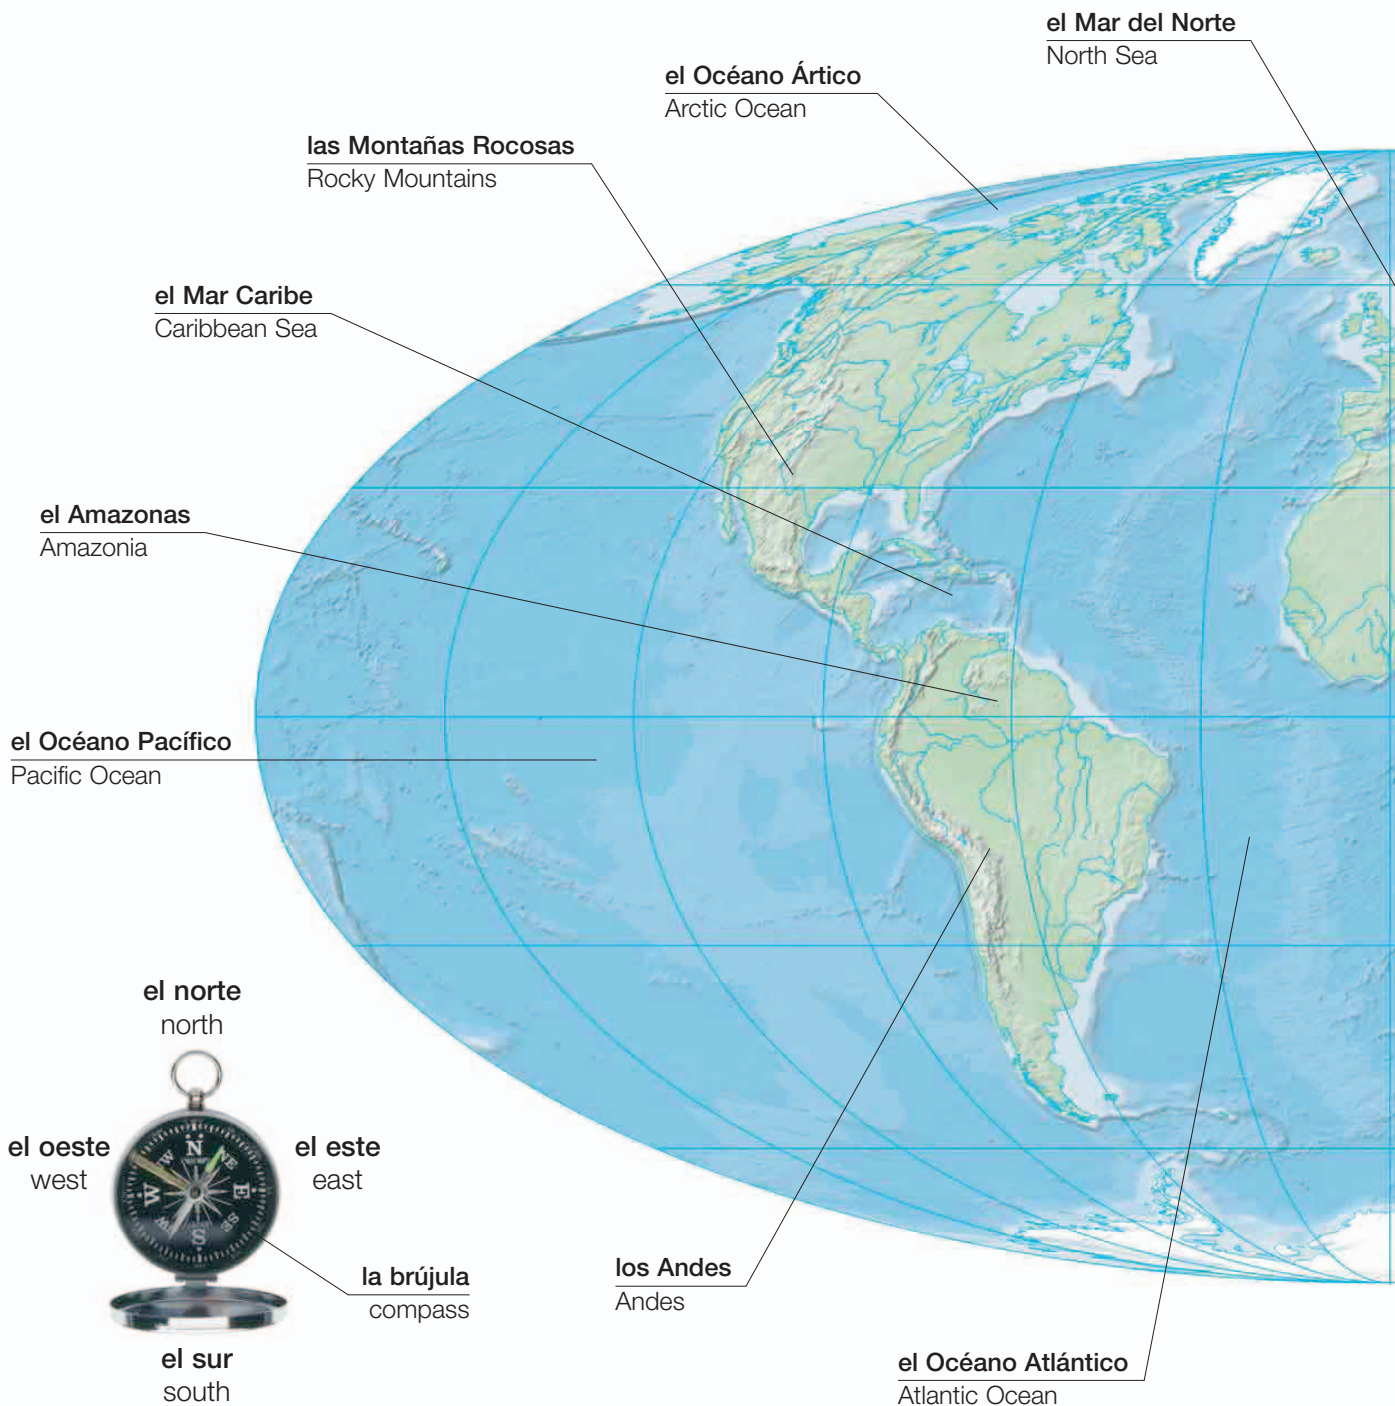 el Mar del Norte
North Sea
el Océano Ártico
Arctic Ocean
las Montañas Rocosas
Rocky Mountains
el Mar Caribe
Caribbean Sea
el Amazonas
Amazonia
el Océano Pacífico
Pacific Ocean
el norte
north
el oeste
west
el este
east
N
NE
E
S
W
la brújula
compass
el sur
south
los Andes
Andes
el Océano Atlántico
Atlantic Ocean